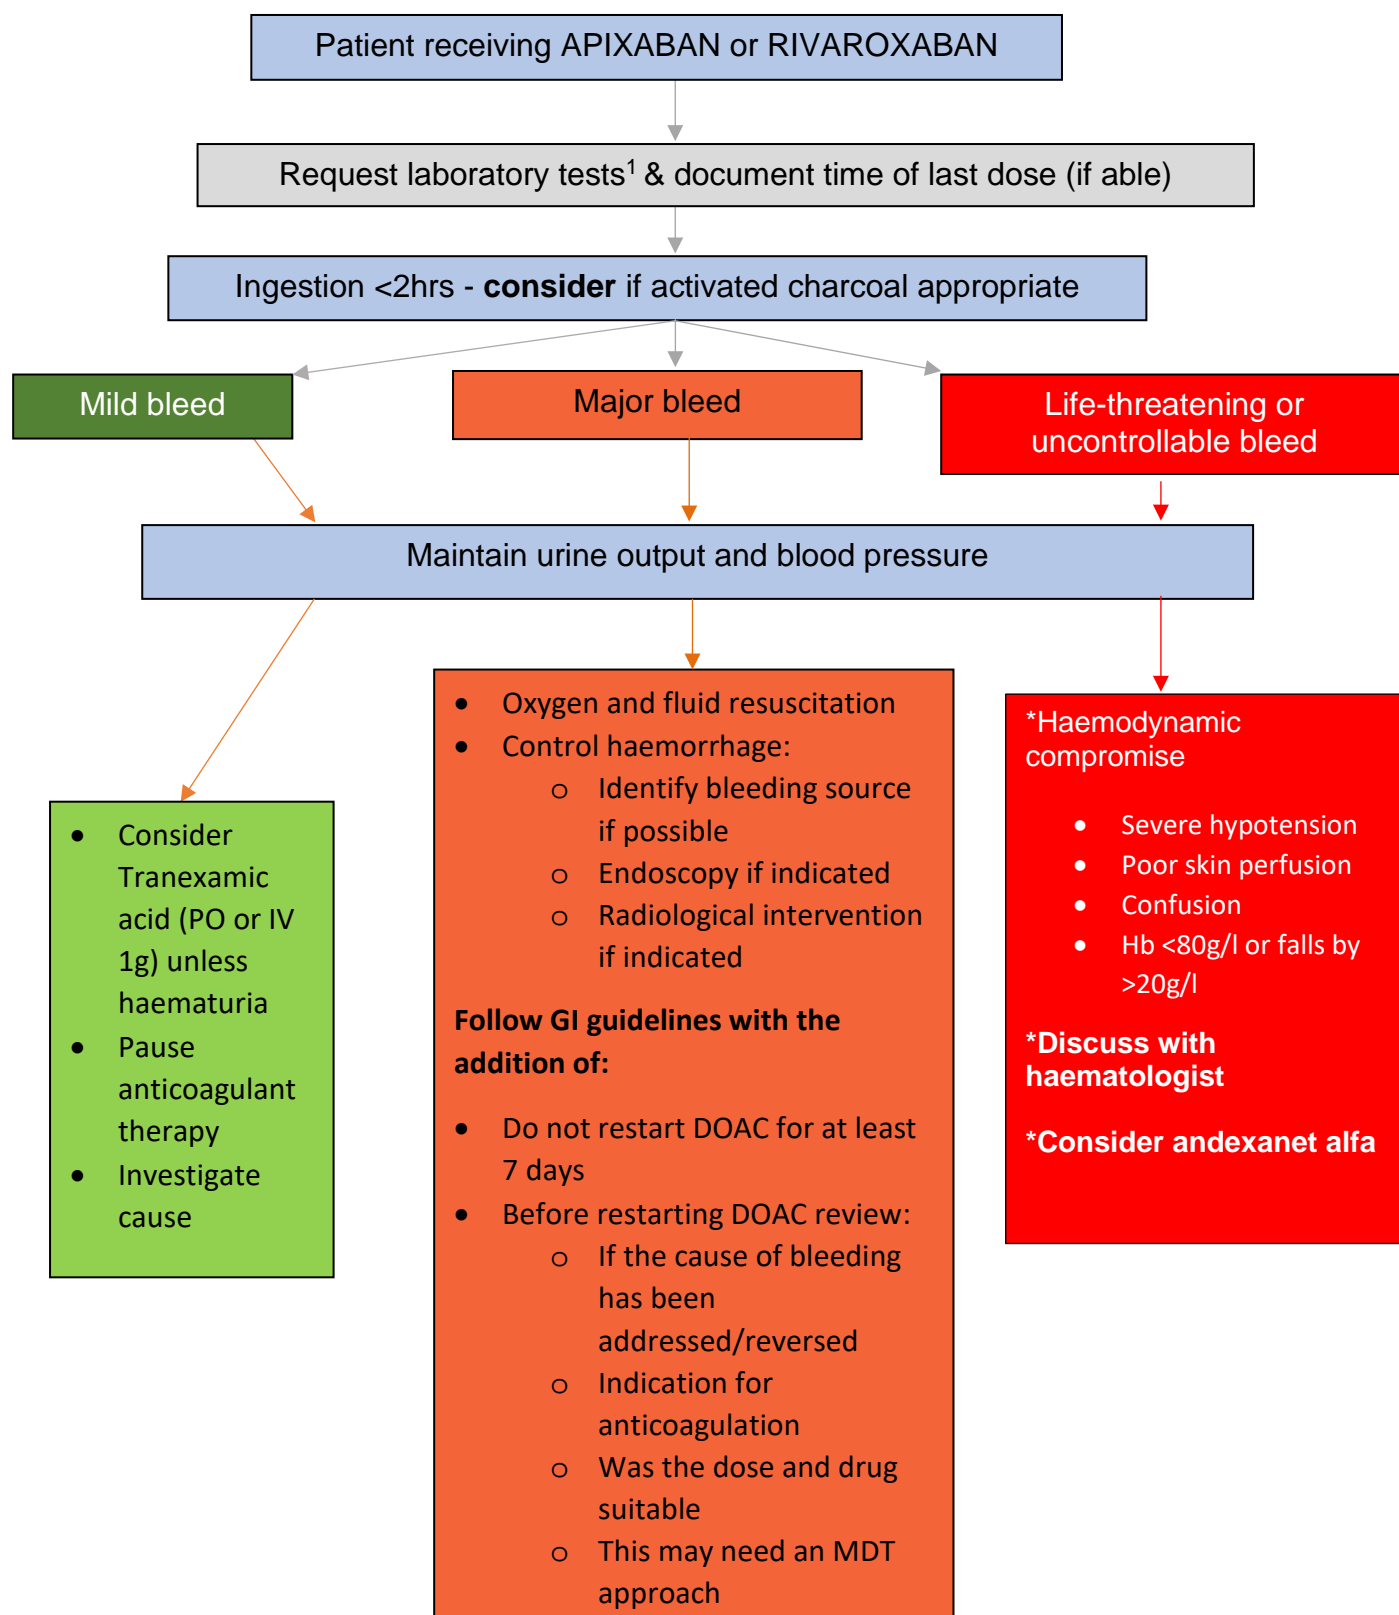 Patient receiving APIXABAN or RIVAROXABAN
Request laboratory tests¹ & document time of last dose (if able)
Ingestion <2hrs - consider if activated charcoal appropriate
Mild bleed
Major bleed
Life-threatening or
uncontrollable bleed
Maintain urine output and blood pressure
• Consider
Tranexamic
acid (PO or IV
1g) unless
haematuria
• Pause
anticoagulant
therapy
• Investigate
cause
• Oxygen and fluid resuscitation
• Control haemorrhage:
o Identify bleeding source
if possible
o Endoscopy if indicated
o Radiological intervention
if indicated
Follow GI guidelines with the
addition of:
• Do not restart DOAC for at least
7 days
• Before restarting DOAC review:
o If the cause of bleeding
has been
addressed/reversed
o Indication for
anticoagulation
o Was the dose and drug
suitable
o This may need an MDT
approach
*Haemodynamic
compromise
• Severe hypotension
• Poor skin perfusion
• Confusion
• Hb <80g/l or falls by
>20g/l
*Discuss with
haematologist
*Consider andexanet alfa